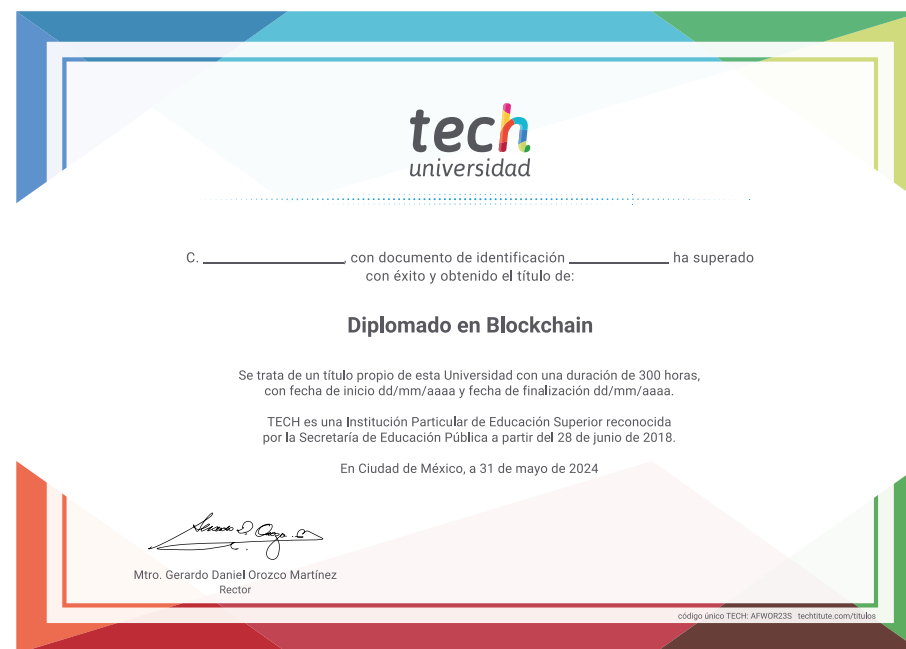 tech
universidad
C. ____________, con documento de identificación ____________ ha superado
con éxito y obtenido el título de:
Diplomado en Blockchain
Se trata de un título propio de esta Universidad con una duración de 300 horas,
con fecha de inicio dd/mm/aaaa y fecha de finalización dd/mm/aaaa.
TECH es una Institución Particular de Educación Superior reconocida
por la Secretaría de Educación Pública a partir del 28 de junio de 2018.
En Ciudad de México, a 31 de mayo de 2024
Mtro. Gerardo Daniel Orozco Martínez
Rector
código único TECH: AFWOR23S techtitute.com/titulos